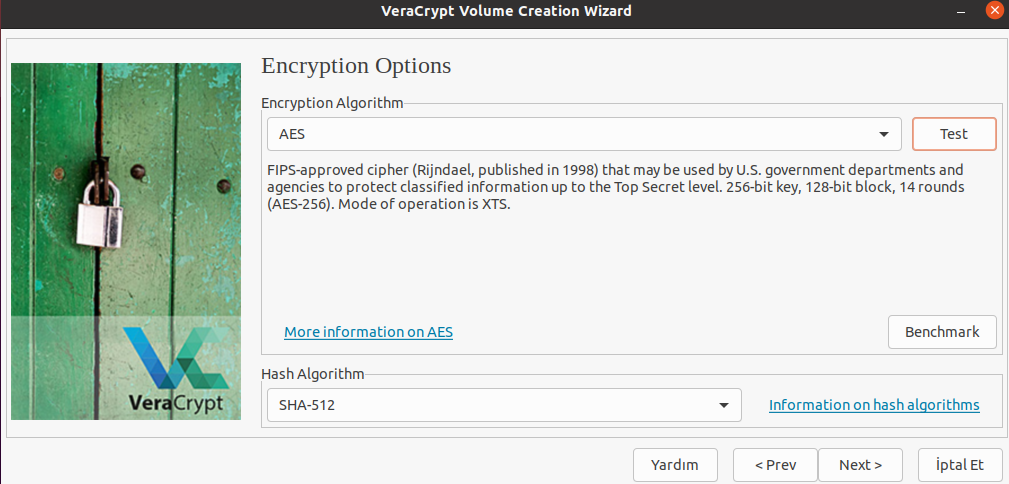 VeraCrypt Volume Creation Wizard
Encryption Options
Encryption Algorithm
AES
Test
FIPS-approved cipher (Rijndael, published in 1998) that may be used by U.S. government departments and
agencies to protect classified information up to the Top Secret level. 256-bit key, 128-bit block, 14 rounds
(AES-256). Mode of operation is XTS.
More information on AES
Benchmark
VeraCrypt
Hash Algorithm
SHA-512
Information on hash algorithms
Yardım
< Prev
Next >
İptal Et